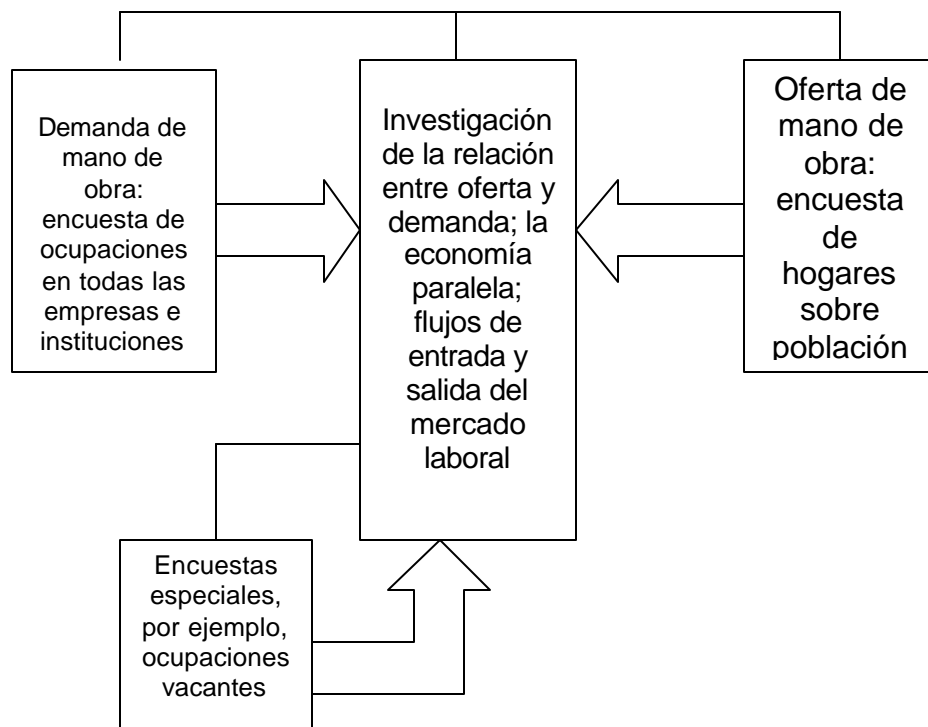 Demanda de
mano de
obra:
encuesta de
ocupaciones
en todas las
empresas e
instituciones
Investigación
de la relación
entre oferta y
demanda; la
economía
paralela;
flujos de
entrada y
salida del
mercado
laboral
Oferta de
mano de
obra:
encuesta
de
hogares
sobre
población
Encuestas
especiales,
por ejemplo,
ocupaciones
vacantes